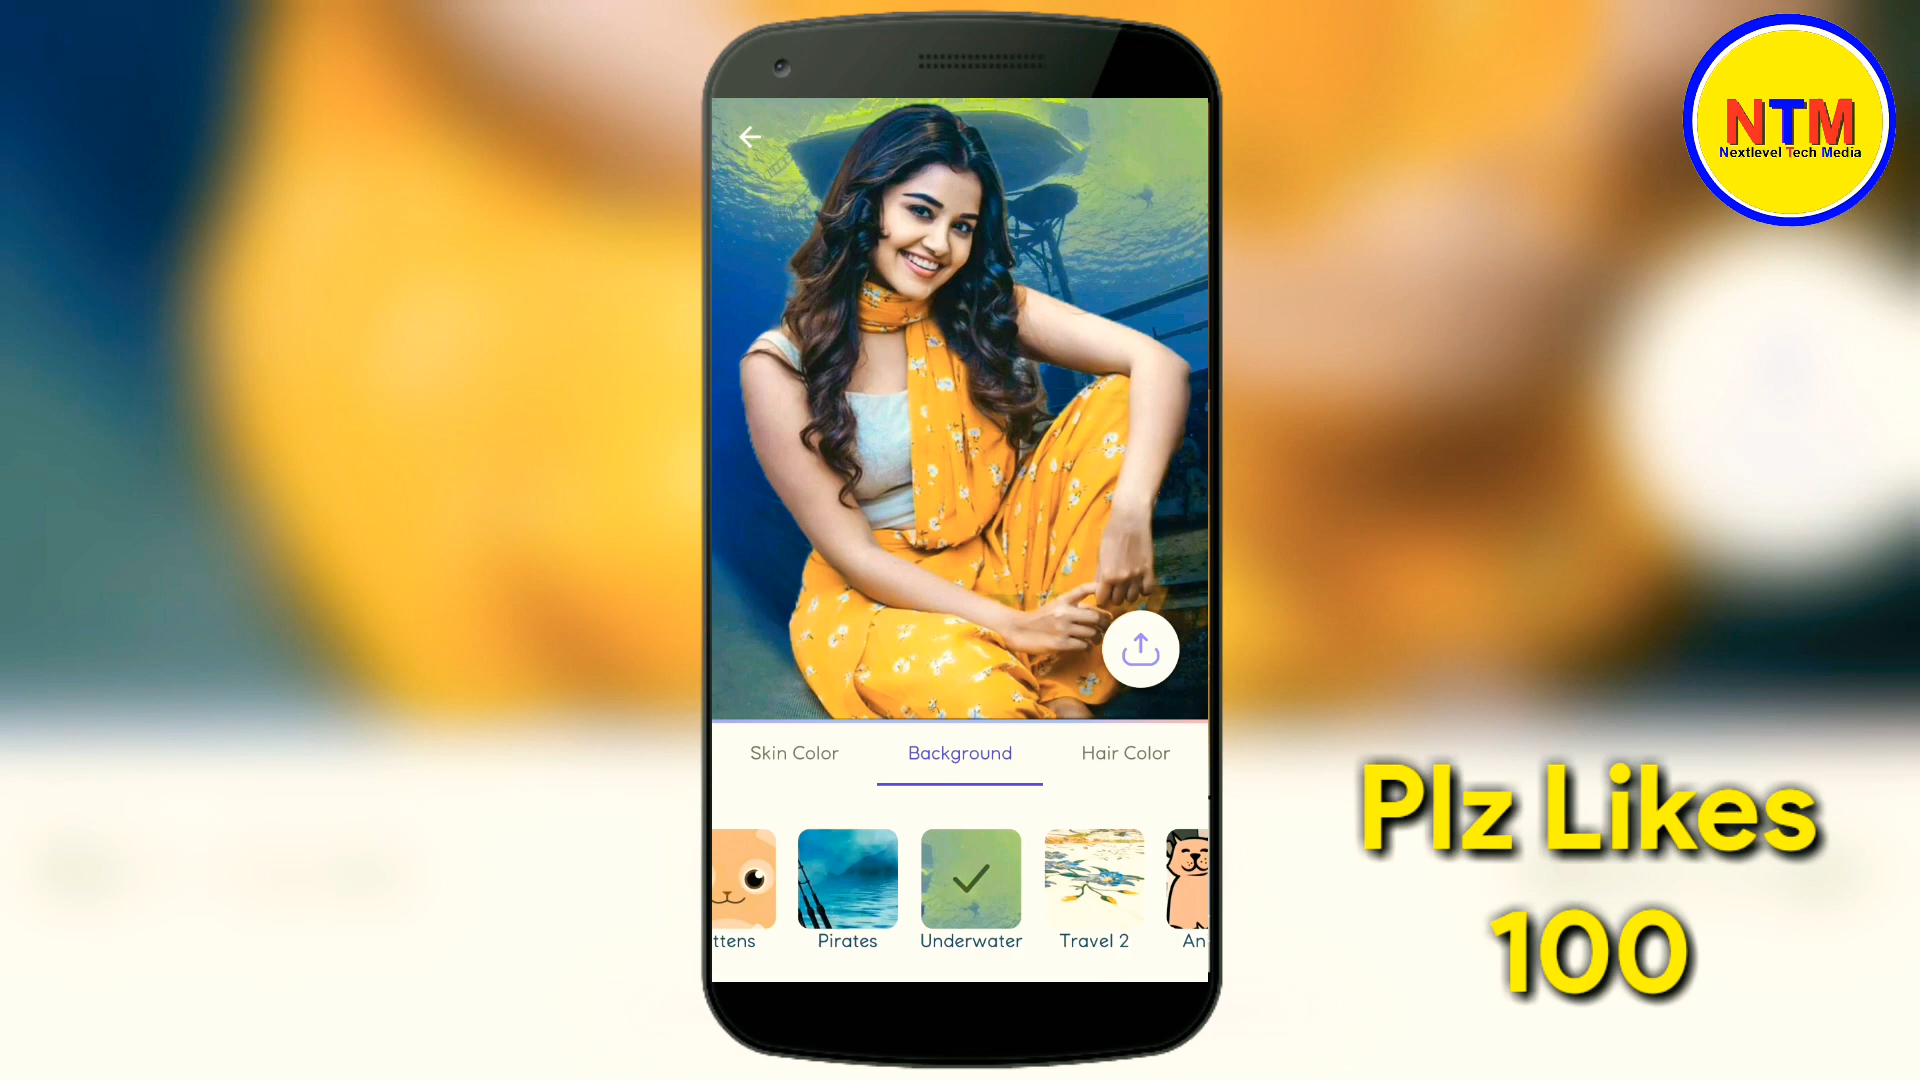 NTM
Nextlevel Tech Media
Skin Color
Background
Hair Color
ttens
Pirates
Underwater
Travel 2
An
Plz Likes
100